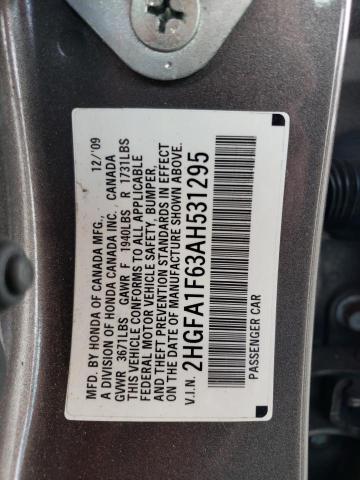 MFD. BY HONDA OF CANADA MFG., 12/'09
A DIVISION OF HONDA CANADA INC. CANADA
GVWR 3671LBS GAWR F 1940LBS R 1731LBS
THIS VEHICLE CONFORMS TO ALL APPLICABLE
FEDERAL MOTOR VEHICLE SAFETY, BUMPER,
AND THEFT PREVENTION STANDARDS IN EFFECT
ON THE DATE OF MANUFACTURE SHOWN ABOVE.
V.I.N. 2HGFA1F63AH531295
PASSENGER CAR